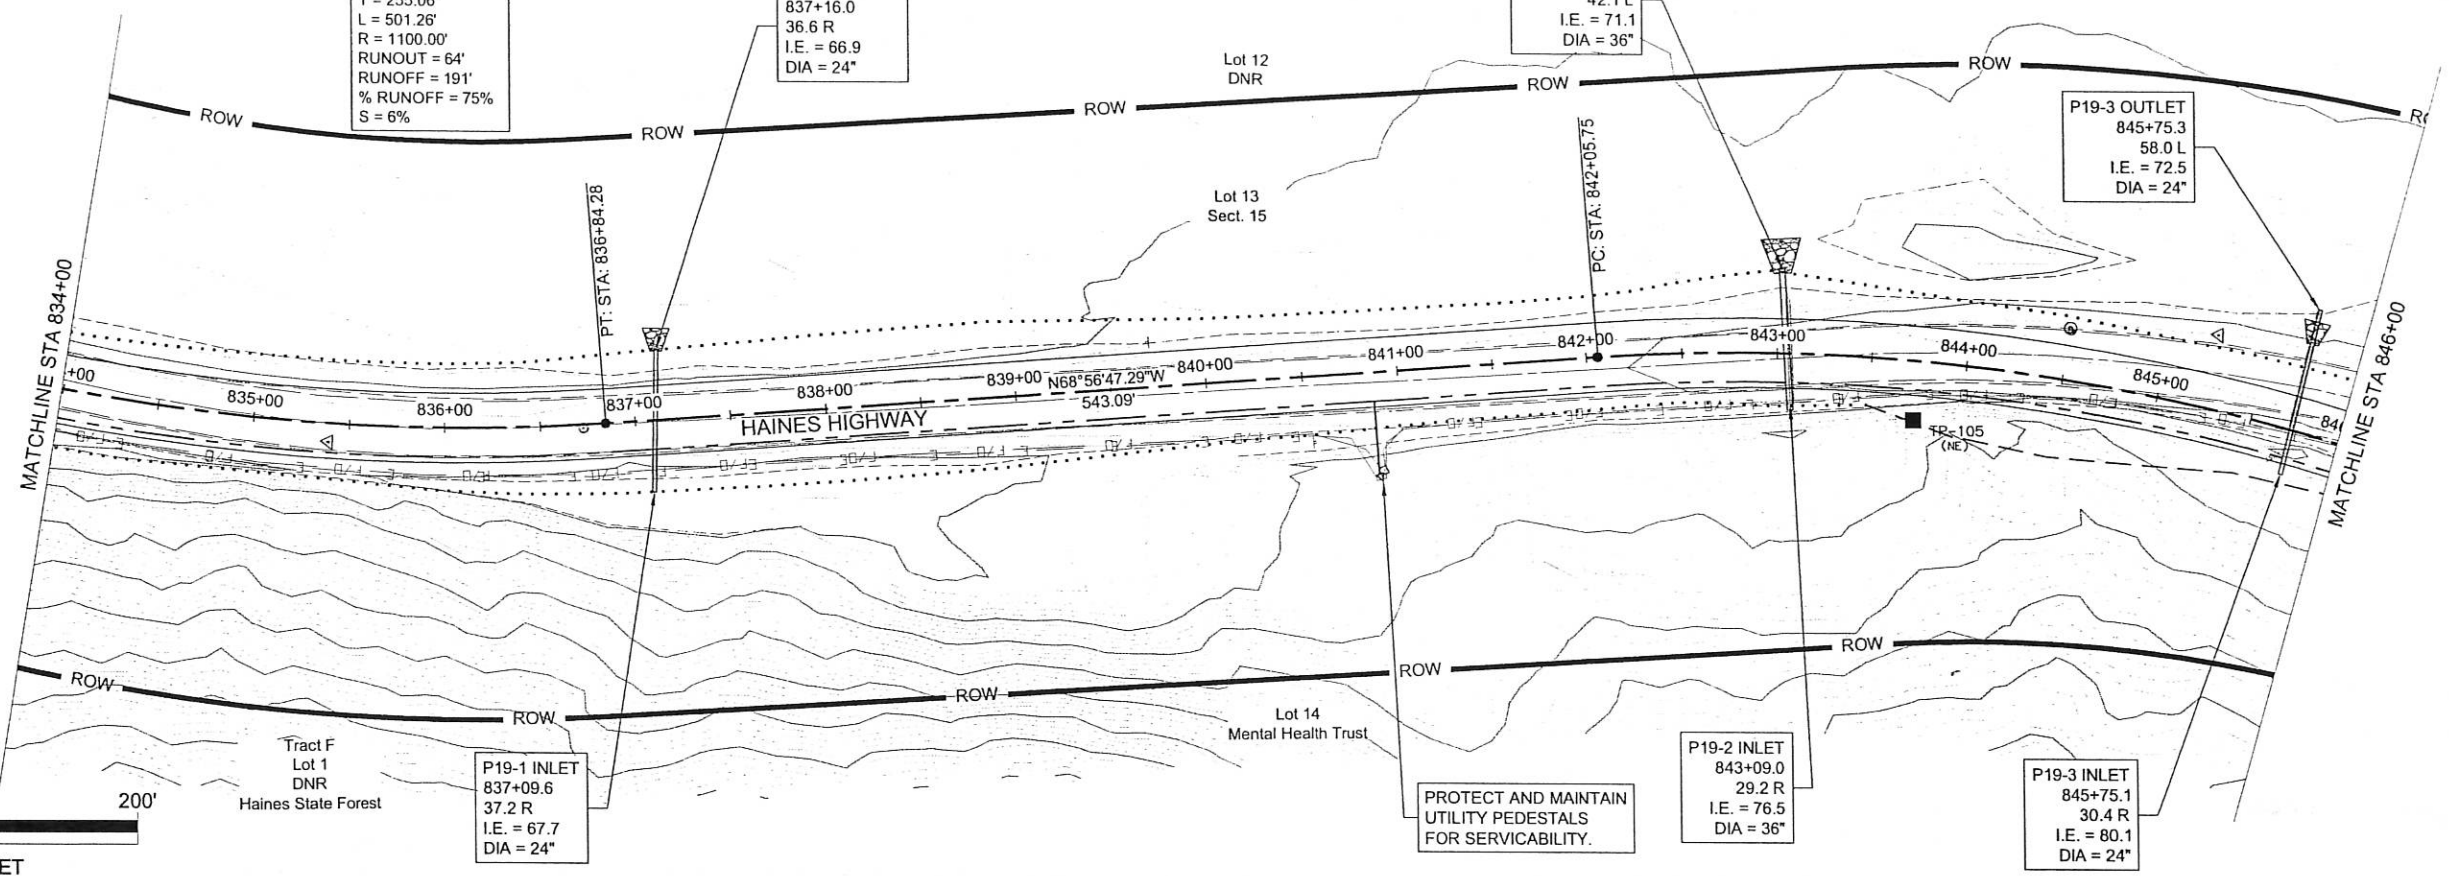 L = 501.26'
R = 1100.00'
RUNOUT = 64'
RUNOFF = 191'
% RUNOFF = 75%
S = 6%
837+16.0
36.6 R
I.E. = 66.9
DIA = 24"
I.E. = 71.1
DIA = 36"
Lot 12
DNR
ROW
ROW
ROW
ROW
ROW
P19-3 OUTLET
845+75.3
58.0 L
I.E. = 72.5
DIA = 24"
Lot 13
Sect. 15
PT: STA: 836+84.28
PC: STA: 842+05.75
MATCHLINE STA 834+00
MATCHLINE STA 846+00
+00
835+00
836+00
837+00
838+00
839+00
840+00
841+00
842+00
843+00
844+00
845+00
N68°56'47.29"W
543.09'
HAINES HIGHWAY
TP-105
(NE)
ROW
ROW
ROW
ROW
ROW
Tract F
Lot 1
DNR
Haines State Forest
Lot 14
Mental Health Trust
P19-1 INLET
837+09.6
37.2 R
I.E. = 67.7
DIA = 24"
PROTECT AND MAINTAIN
UTILITY PEDESTALS
FOR SERVICABILITY.
P19-2 INLET
843+09.0
29.2 R
I.E. = 76.5
DIA = 36"
P19-3 INLET
845+75.1
30.4 R
I.E. = 80.1
DIA = 24"
200'
ET